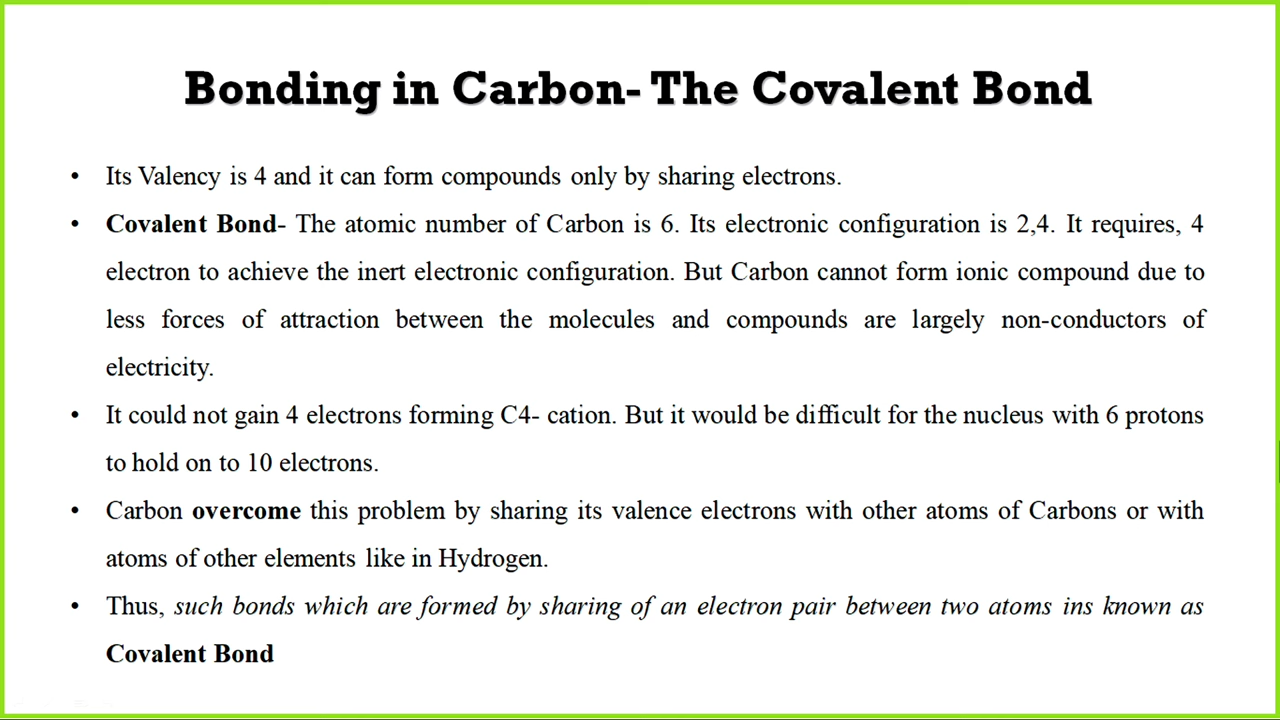 Bonding in Carbon- The Covalent Bond
• Its Valency is 4 and it can form compounds only by sharing electrons.
• Covalent Bond- The atomic number of Carbon is 6. Its electronic configuration is 2,4. It requires, 4
electron to achieve the inert electronic configuration. But Carbon cannot form ionic compound due to
less forces of attraction between the molecules and compounds are largely non-conductors of
electricity.
• It could not gain 4 electrons forming C4- cation. But it would be difficult for the nucleus with 6 protons
to hold on to 10 electrons.
• Carbon overcome this problem by sharing its valence electrons with other atoms of Carbons or with
atoms of other elements like in Hydrogen.
• Thus, such bonds which are formed by sharing of an electron pair between two atoms ins known as
Covalent Bond